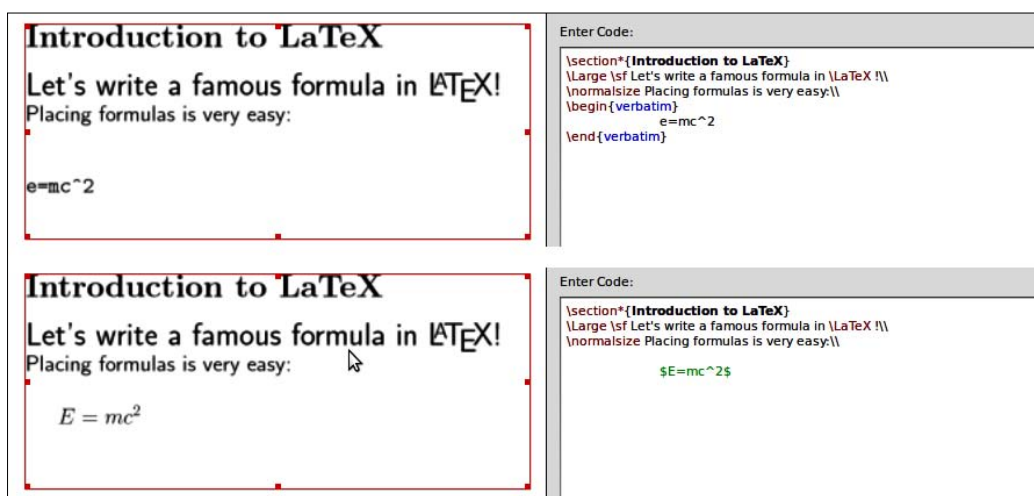 Introduction to LaTeX
Let's write a famous formula in LATEX!
Placing formulas is very easy:
e=mc^2
Enter Code:
\section*{Introduction to LaTeX}
\Large \sf Let's write a famous formula in \LaTeX !\\
\normalsize Placing formulas is very easy:\\
\begin{verbatim}
e=mc^2
\end{verbatim}
Introduction to LaTeX
Let's write a famous formula in LATEX!
Placing formulas is very easy:
E = mc²
Enter Code:
\section*{Introduction to LaTeX}
\Large \sf Let's write a famous formula in \LaTeX !\\
\normalsize Placing formulas is very easy:\\
$E=mc^2$